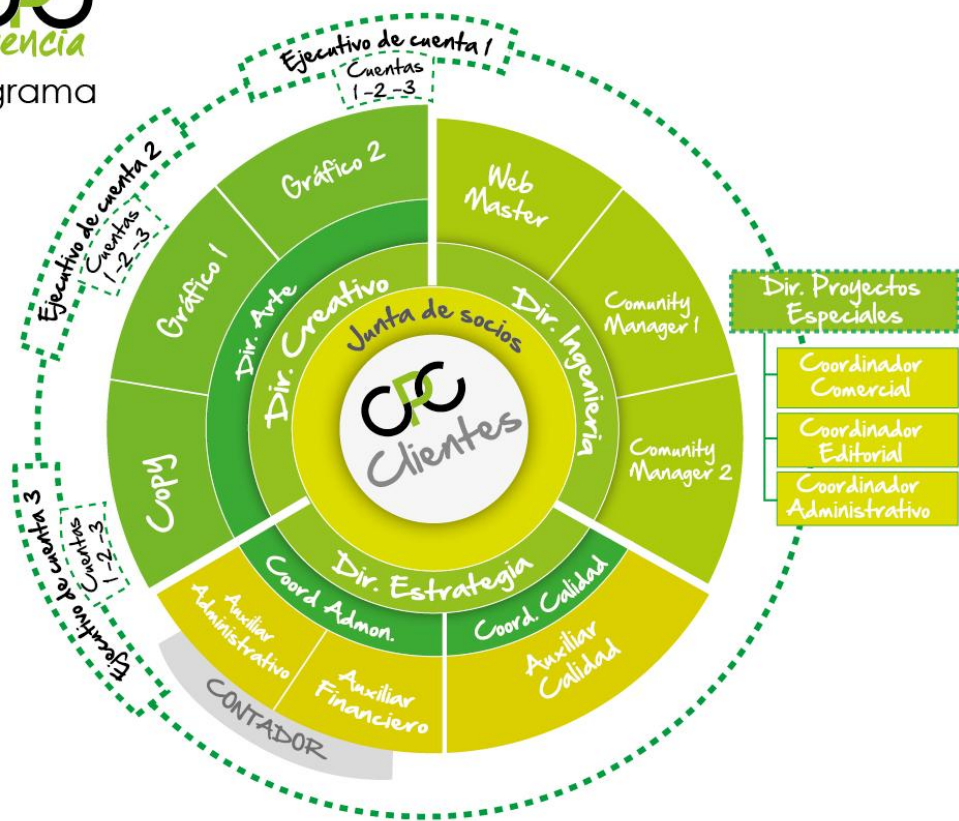 Ejecutivo de cuenta 1
Cuentas
1-2-3
Ejecutivo de cuenta 2
Cuentas
1-2-3
Ejecutivo de cuenta 3
Cuentas
1-2-3
Gráfico 2
Gráfico 1
Copy
Dir. Arte
Dir. Creativo
Web
Master
Comunity
Manager 1
Comunity
Manager 2
Dir. Ingenieria
Junta de socios
CPC
Clientes
Dir. Estrategia
Coord Admon.
Coord. Calidad
Auxiliar
Administrativo
Auxiliar
Financiero
Auxiliar
Calidad
CONTADOR
Dir. Proyectos
Especiales
Coordinador
Comercial
Coordinador
Editorial
Coordinador
Administrativo